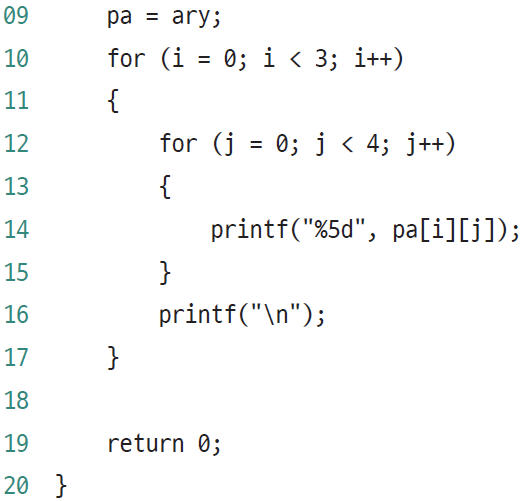 09 pa = ary;
10 for (i = 0; i < 3; i++)
11 {
12 for (j = 0; j < 4; j++)
13 {
14 printf("%5d", pa[i][j]);
15 }
16 printf("\n");
17 }
18
19 return 0;
20 }